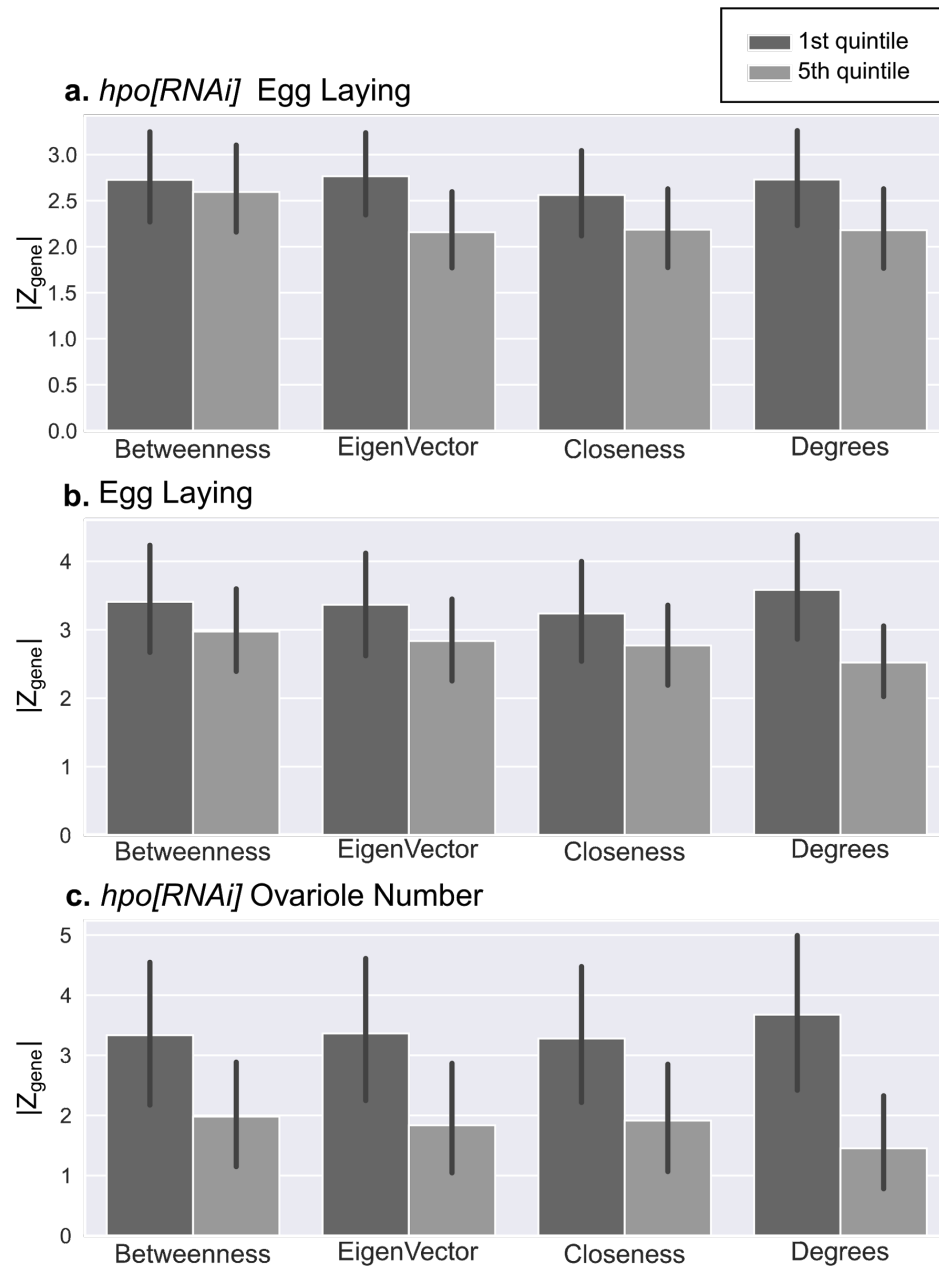 1st quintile
5th quintile
a. hpo[RNAi] Egg Laying
|Zgene|
3.0
2.5
2.0
1.5
1.0
0.5
0.0
Betweenness EigenVector Closeness Degrees
b. Egg Laying
|Zgene|
4
3
2
1
0
Betweenness EigenVector Closeness Degrees
c. hpo[RNAi] Ovariole Number
|Zgene|
5
4
3
2
1
0
Betweenness EigenVector Closeness Degrees